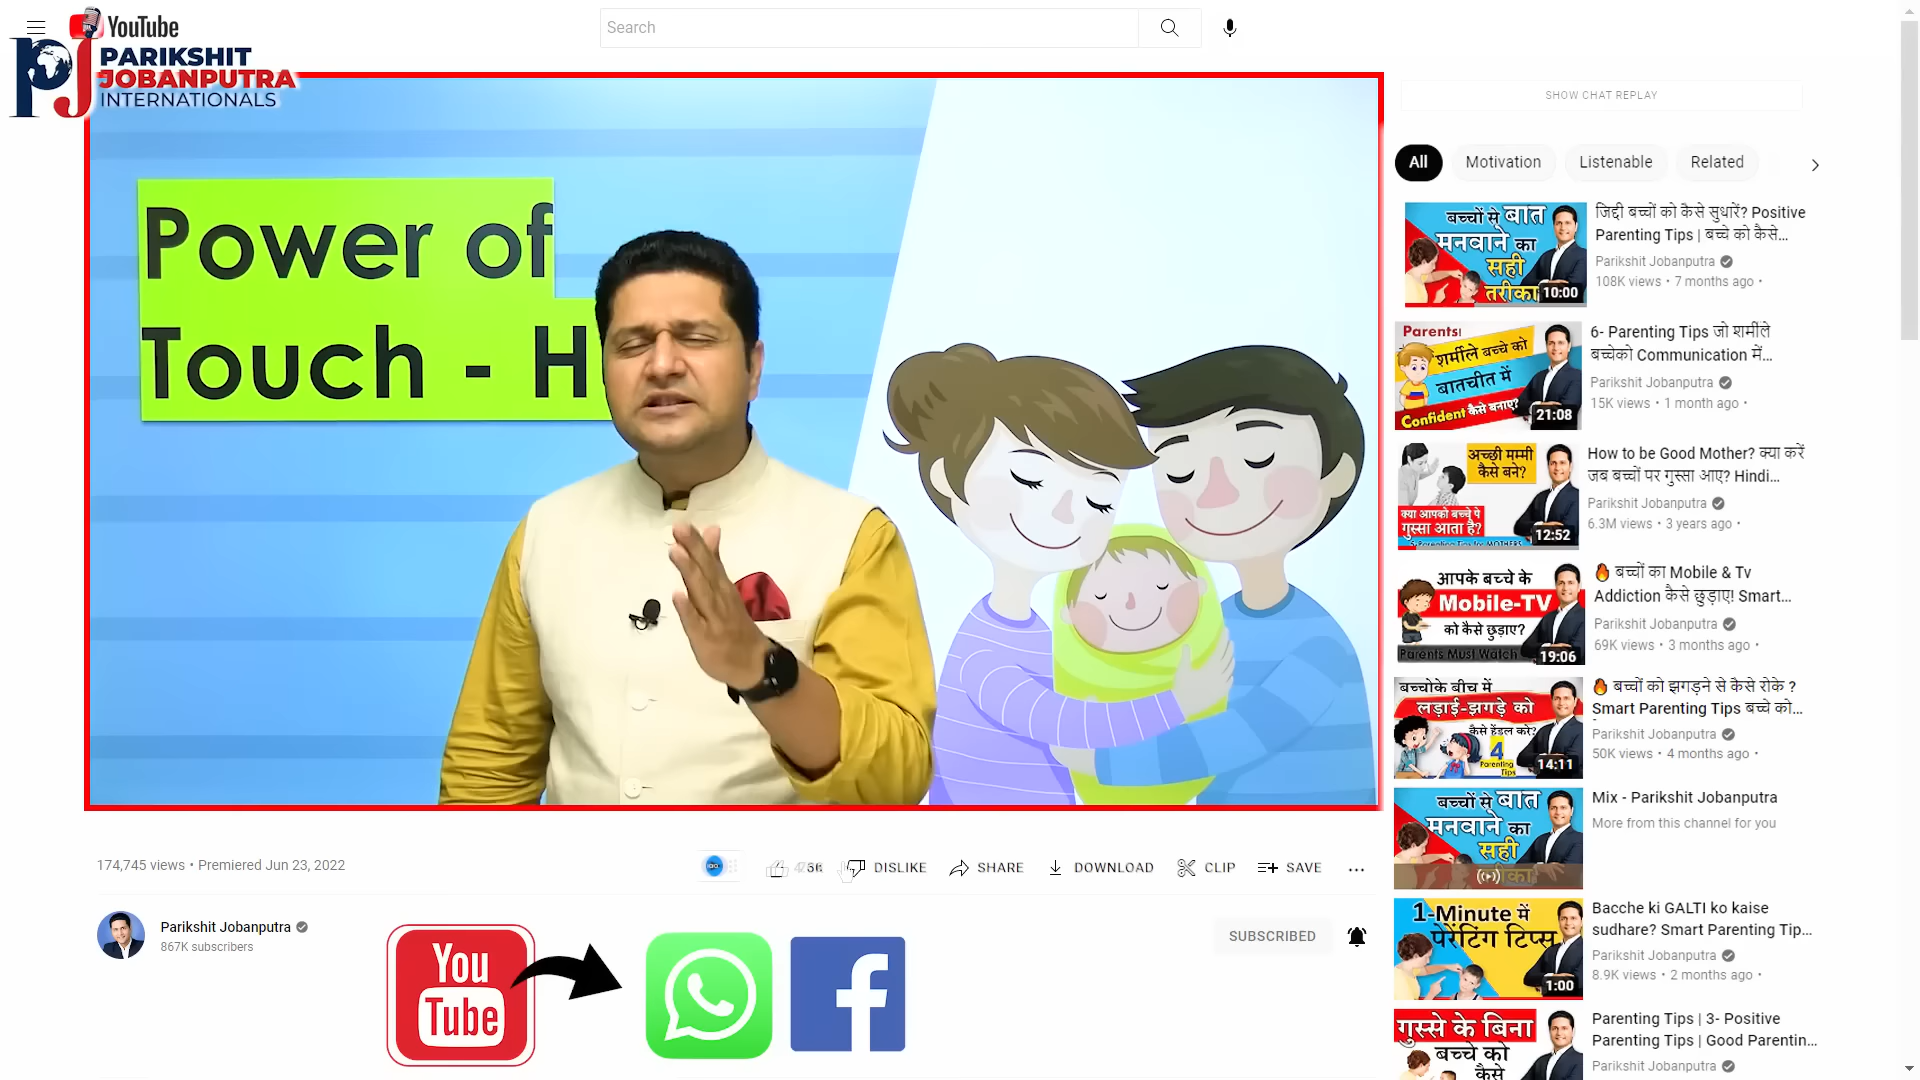 YouTube
Search
PARIKSHIT
JOBANPUTRA
INTERNATIONALS
Power of
Touch - H
174,745 views • Premiered Jun 23, 2022
DISLIKE
SHARE
DOWNLOAD
CLIP
SAVE
Parikshit Jobanputra
867K subscribers
SUBSCRIBED
You
Tube
SHOW CHAT REPLAY
All
Motivation
Listenable
Related
बच्चों से बात
मनवाने का
सही
तरीका
10:00
जिद्दी बच्चों को कैसे सुधारें? Positive
Parenting Tips | बच्चे को कैसे...
Parikshit Jobanputra
108K views • 7 months ago •
Parents!
शर्मीले बच्चे को
बातचीत में
Confident कैसे बनाए?
21:08
6- Parenting Tips जो शर्मीले
बच्चेको Communication में...
Parikshit Jobanputra
15K views • 1 month ago •
अच्छी मम्मी
कैसे बने?
क्या आपको बच्चे पे
गुस्सा आता है?
5-Parenting Tips for MOTHERS
12:52
How to be Good Mother? क्या करें
जब बच्चों पर गुस्सा आए? Hindi...
Parikshit Jobanputra
6.3M views • 3 years ago •
आपके बच्चे के
Mobile-TV
को कैसे छुड़ाए?
Parents Must Watch
19:06
बच्चों का Mobile & Tv
Addiction कैसे छुड़ाए! Smart...
Parikshit Jobanputra
69K views • 3 months ago •
बच्चोके बीच में
लड़ाई-झगड़े को
कैसे हेंडल करे?
4
Parenting
Tips
14:11
बच्चों को झगड़ने से कैसे रोके ?
Smart Parenting Tips बच्चे को...
Parikshit Jobanputra
50K views • 4 months ago •
बच्चों से बात
मनवाने का
सही
Mix - Parikshit Jobanputra
More from this channel for you
1-Minute में
पेरेंटिंग टिप्स
1:00
Bacche ki GALTI ko kaise
sudhare? Smart Parenting Tip...
Parikshit Jobanputra
8.9K views • 2 months ago •
गुस्से के बिना
बच्चे को
कैसे
Parenting Tips | 3- Positive
Parenting Tips | Good Parentin...
Parikshit Jobanputra